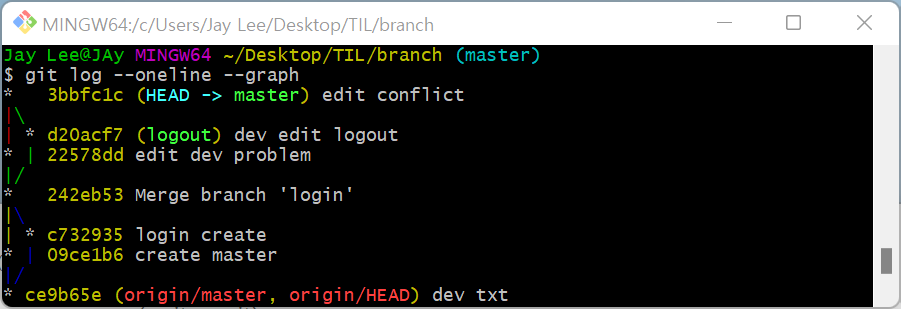 MINGW64:/c/Users/Jay Lee/Desktop/TIL/branch
Jay Lee@JAy MINGW64 ~/Desktop/TIL/branch (master)
$ git log --oneline --graph
*   3bbfc1c (HEAD -> master) edit conflict
|\
| * d20acf7 (logout) dev edit logout
* | 22578dd edit dev problem
|/
*   242eb53 Merge branch 'login'
|\
| * c732935 login create
* | 09ce1b6 create master
|/
* ce9b65e (origin/master, origin/HEAD) dev txt